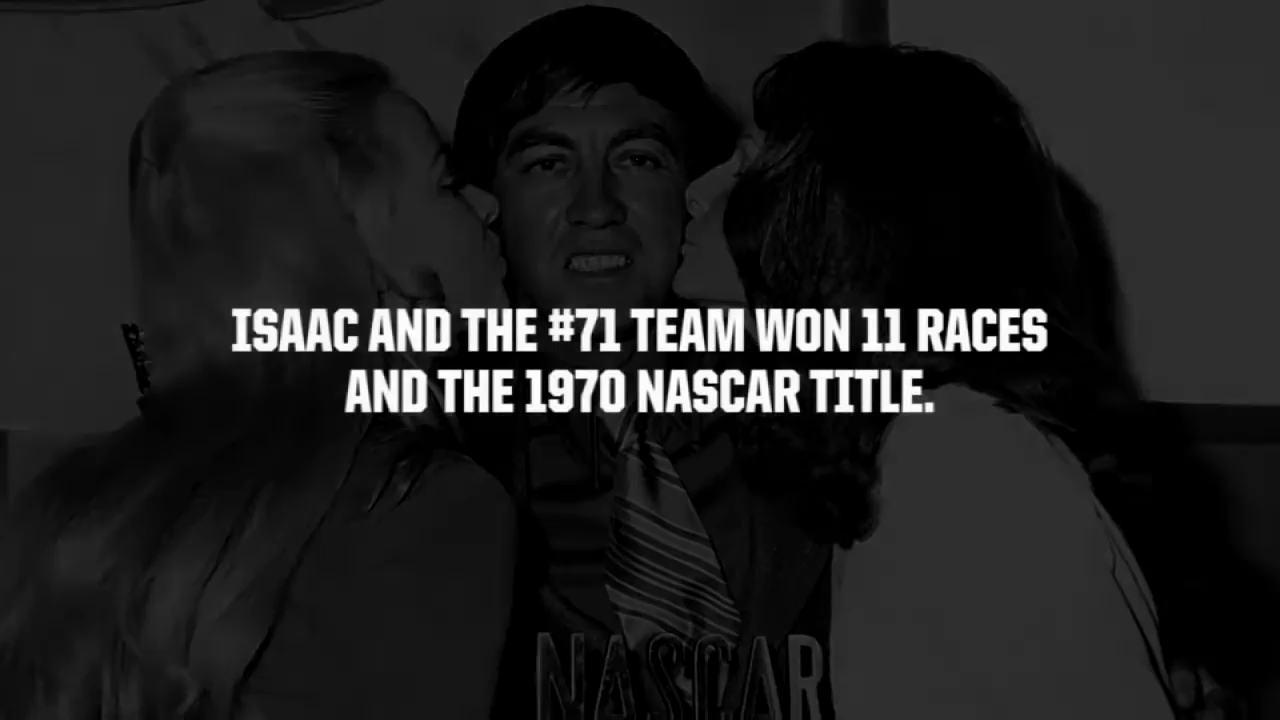 ISAAC AND THE #71 TEAM WON 11 RACES
AND THE 1970 NASCAR TITLE.
NASCAR